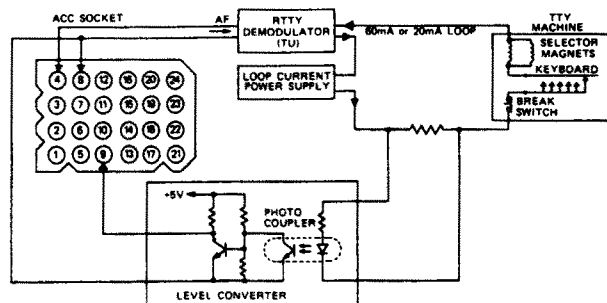 ACC SOCKET
AF
RTTY
DEMODULATOR
(TU)
60mA or 20mA LOOP
TTY
MACHINE
SELECTOR
MAGNETS
KEYBOARD
BREAK
SWITCH
LOOP CURRENT
POWER SUPPLY
4 8 12 16 20 24
3 7 11 15 19 23
2 6 10 14 18 22
1 5 9 13 17 21
+5V
PHOTO
COUPLER
LEVEL CONVERTER